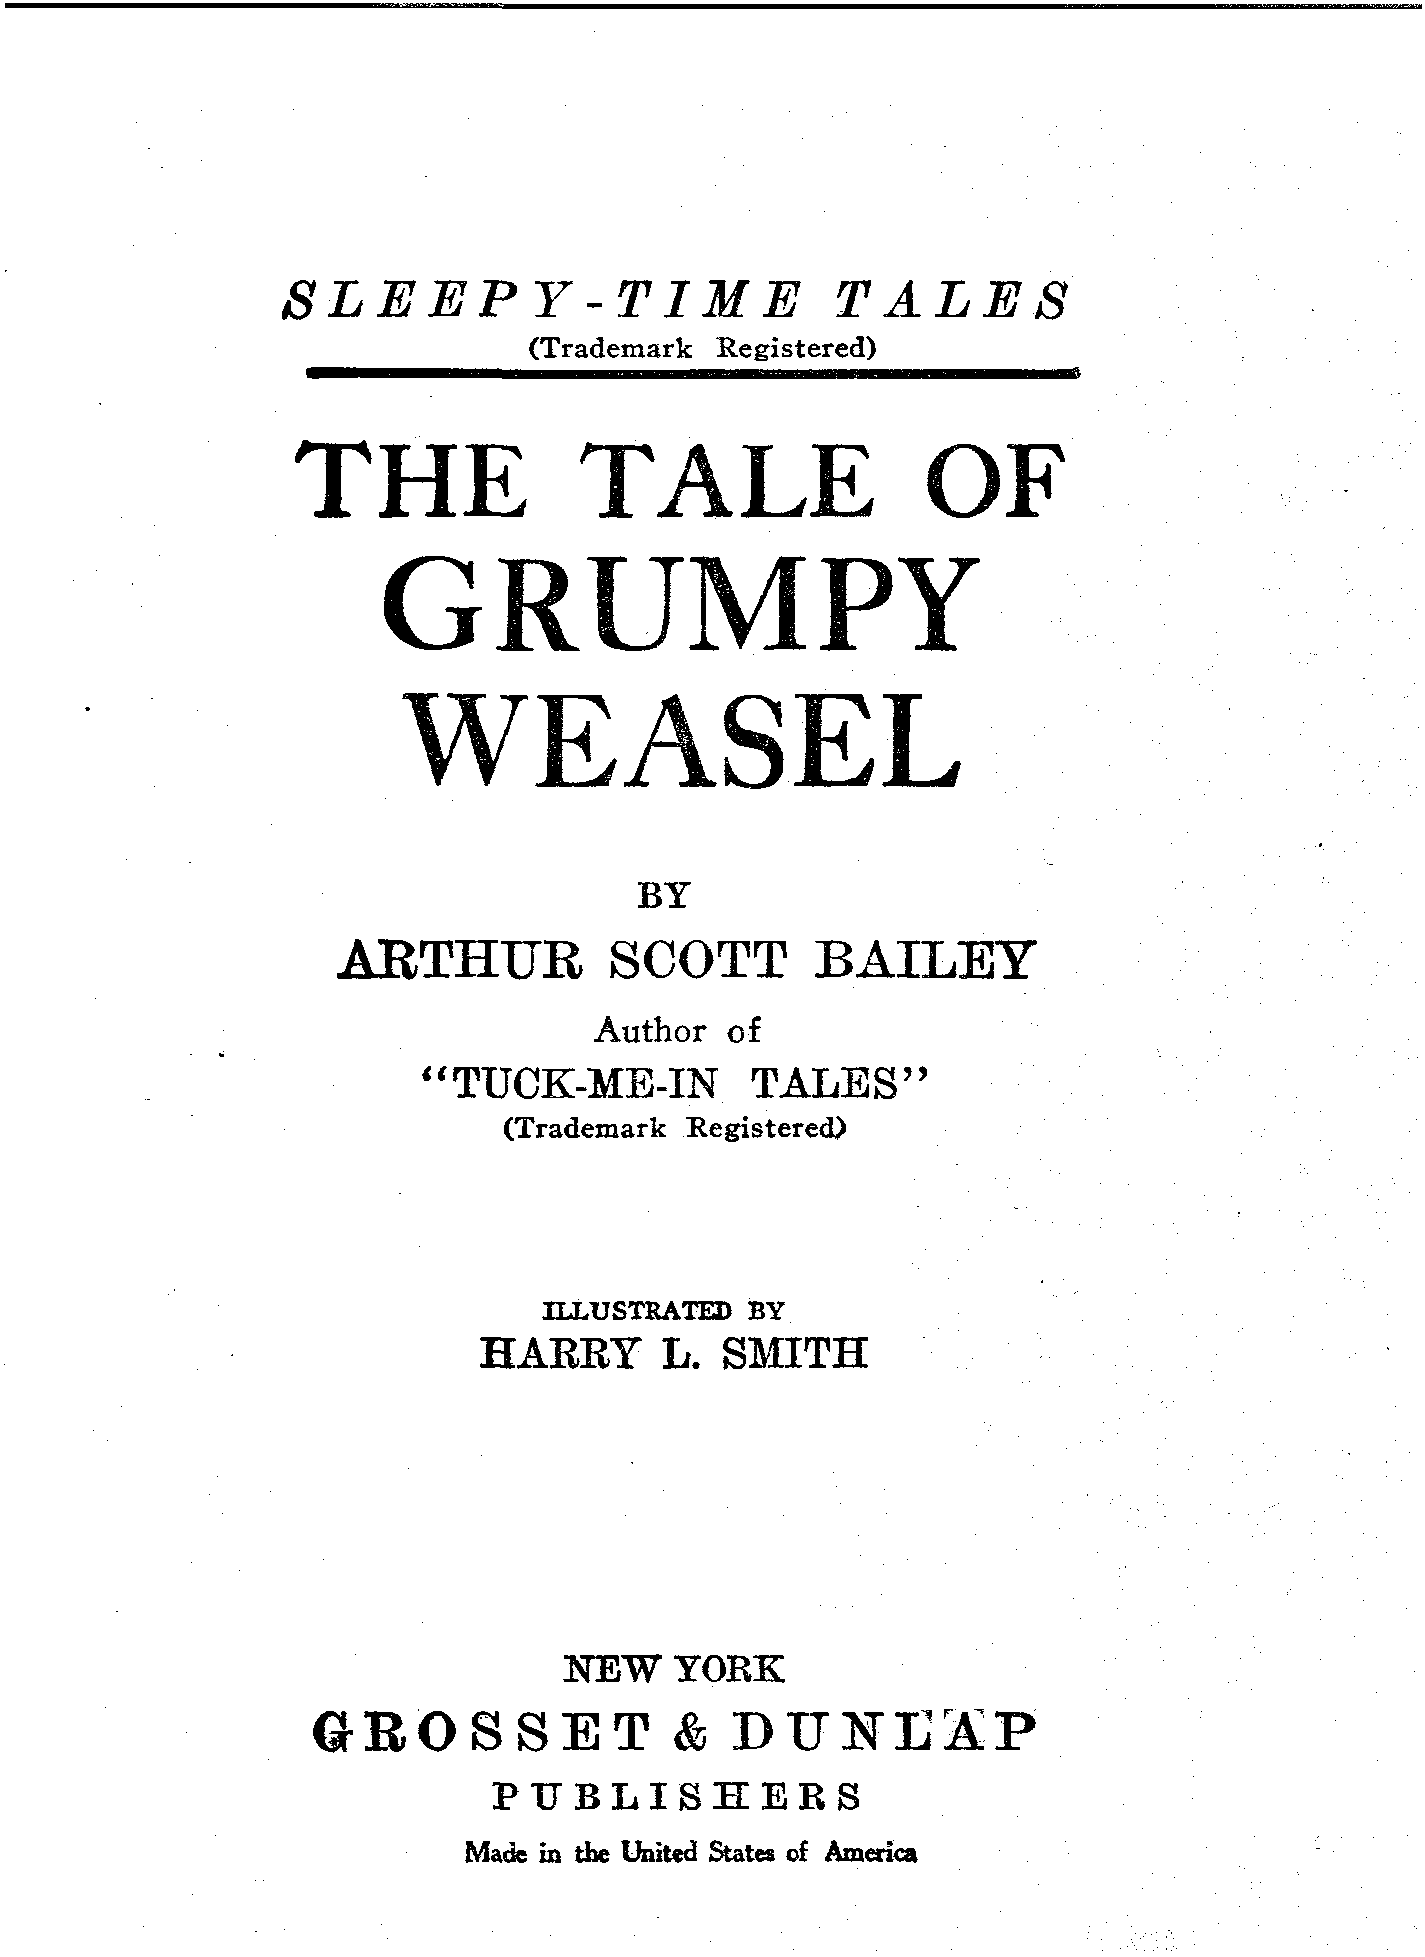 SLEEPY-TIME TALES
(Trademark Registered)
THE TALE OF
GRUMPY
WEASEL
BY
ARTHUR SCOTT BAILEY
Author of
“TUCK-ME-IN TALES”
(Trademark Registered)
ILLUSTRATED BY
HARRY L. SMITH
NEW YORK
GROSSET & DUNLAP
PUBLISHERS
Made in the United States of America